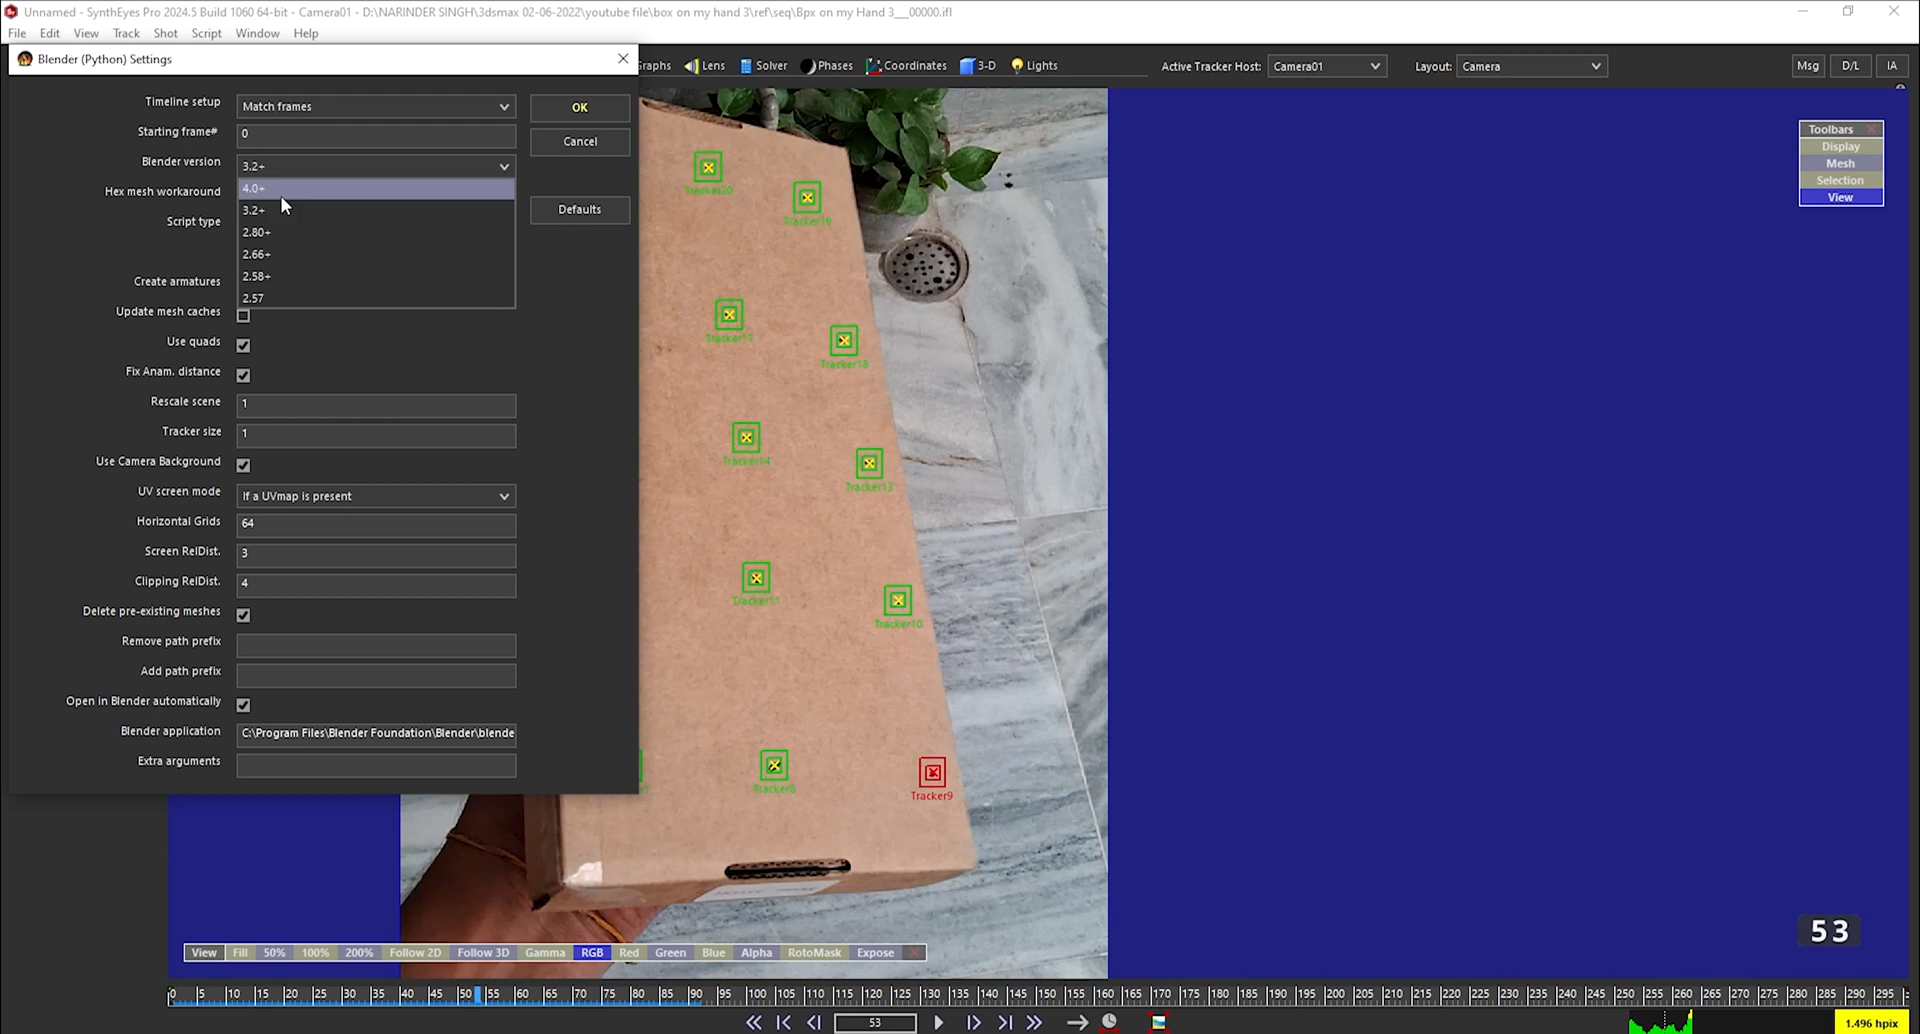 Unnamed - SynthEyes Pro 2024.5 Build 1060 64-bit - Camera01 - D:\NARINDER SINGH\3dsmax 02-06-2022\youtube file\box on my hand 3\ref\seq\Bpx on my Hand 3__00000.ifl
File Edit View Track Shot Script Window Help
Blender (Python) Settings
raphs Lens Solver Phases Coordinates 3-D Lights Active Tracker Host: Camera01 Layout: Camera Msg D/L IA
Timeline setup Match frames OK
Starting frame# 0 Cancel
Blender version 3.2+
Hex mesh workaround 4.0+
3.2+ Defaults
Script type
2.80+
2.66+
Create armatures 2.58+
2.57
Update mesh caches
Use quads
Fix Anam. distance
Rescale scene 1
Tracker size 1
Use Camera Background
UV screen mode If a UVmap is present
Horizontal Grids 64
Screen RelDist. 3
Clipping RelDist. 4
Delete pre-existing meshes
Remove path prefix
Add path prefix
Open in Blender automatically
Blender application C:\Program Files\Blender Foundation\Blender\blende
Extra arguments
Toolbars
Display
Mesh
Selection
View
Tracker20
Tracker19
Tracker17
Tracker18
Tracker14
Tracker13
Tracker11
Tracker10
Tracker8
Tracker9
53
View Fill 50% 100% 200% Follow 2D Follow 3D Gamma RGB Red Green Blue Alpha RotoMask Expose
0 5 10 15 20 25 30 35 40 45 50 55 60 65 70 75 80 85 90 95 100 105 110 115 120 125 130 135 140 145 150 155 160 165 170 175 180 185 190 195 200 205 210 215 220 225 230 235 240 245 250 255 260 265 270 275 280 285 290 295
53 1.496 hpix